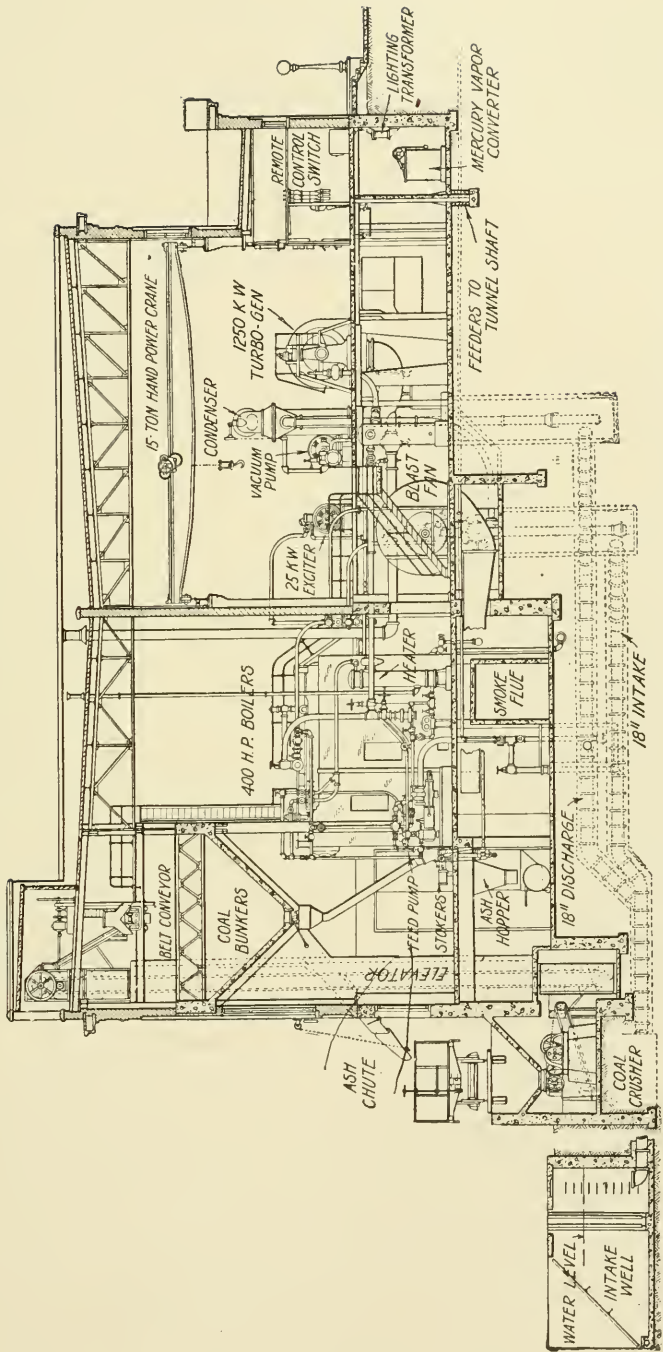 BELT CONVEYOR
COAL
BUNKERS
ELEVATOR
ASH
CHUTE
FEED PUMP
STOKERS
ASH
HOPPER
COAL
CRUSHER
WATER LEVEL
INTAKE
WELL
18" DISCHARGE
18" INTAKE
400 H.P. BOILERS
HEATER
SMOKE
FLUE
15-TON HAND POWER CRANE
CONDENSER
VACUUM
PUMP
25 KW
EXCITER
BLAST
FAN
1250 KW
TURBO-GEN
REMOTE
CONTROL
SWITCH
LIGHTING
TRANSFORMER
MERCURY VAPOR
CONVERTER
FEEDERS TO
TUNNEL SHAFT